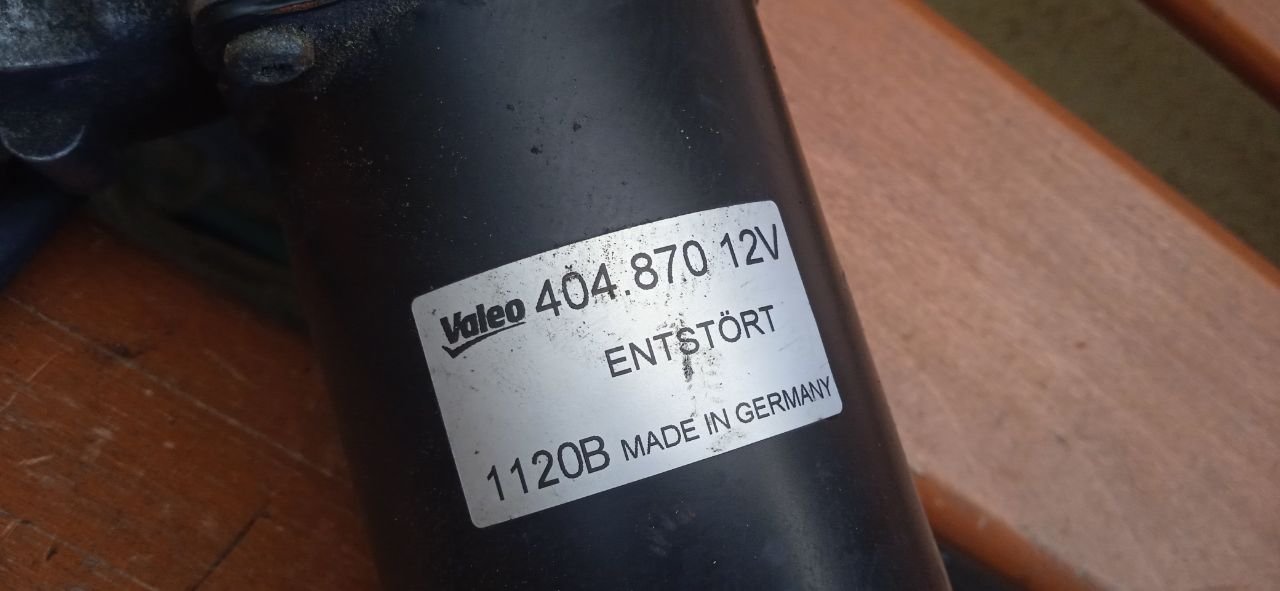 Valeo 404.870 12V
ENTSTÖRT
1120B MADE IN GERMANY